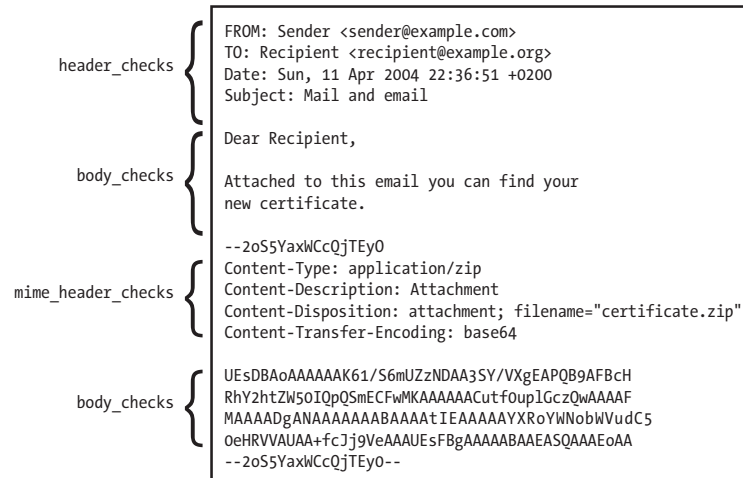 header_checks
FROM: Sender <sender@example.com>
TO: Recipient <recipient@example.org>
Date: Sun, 11 Apr 2004 22:36:51 +0200
Subject: Mail and email
body_checks
Dear Recipient,
Attached to this email you can find your
new certificate.
--2oS5YaxWCcQjTEyO
mime_header_checks
Content-Type: application/zip
Content-Description: Attachment
Content-Disposition: attachment; filename="certificate.zip"
Content-Transfer-Encoding: base64
body_checks
UEsDBAoAAAAAAK61/S6mUZzNDAA3SY/VXgEAPQB9AFBcH
RhY2htZW5OIQpQSmECFwMKAAAAAACutfOuplGczQwAAAAF
MAAAADgANAAAAAAABAAAAtIEAAAAAYXRoYWNobWVudC5
OeHRVVAUAA+fcJj9VeAAAUEsFBgAAAAABAAEASQAAAEoAA
--2oS5YaxWCcQjTEyO--